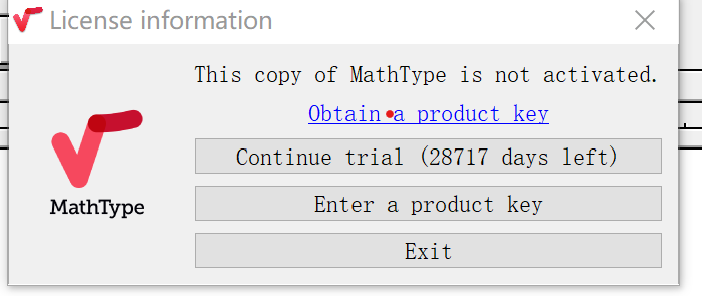 License information
This copy of MathType is not activated.
Obtain a product key
Continue trial (28717 days left)
MathType
Enter a product key
Exit